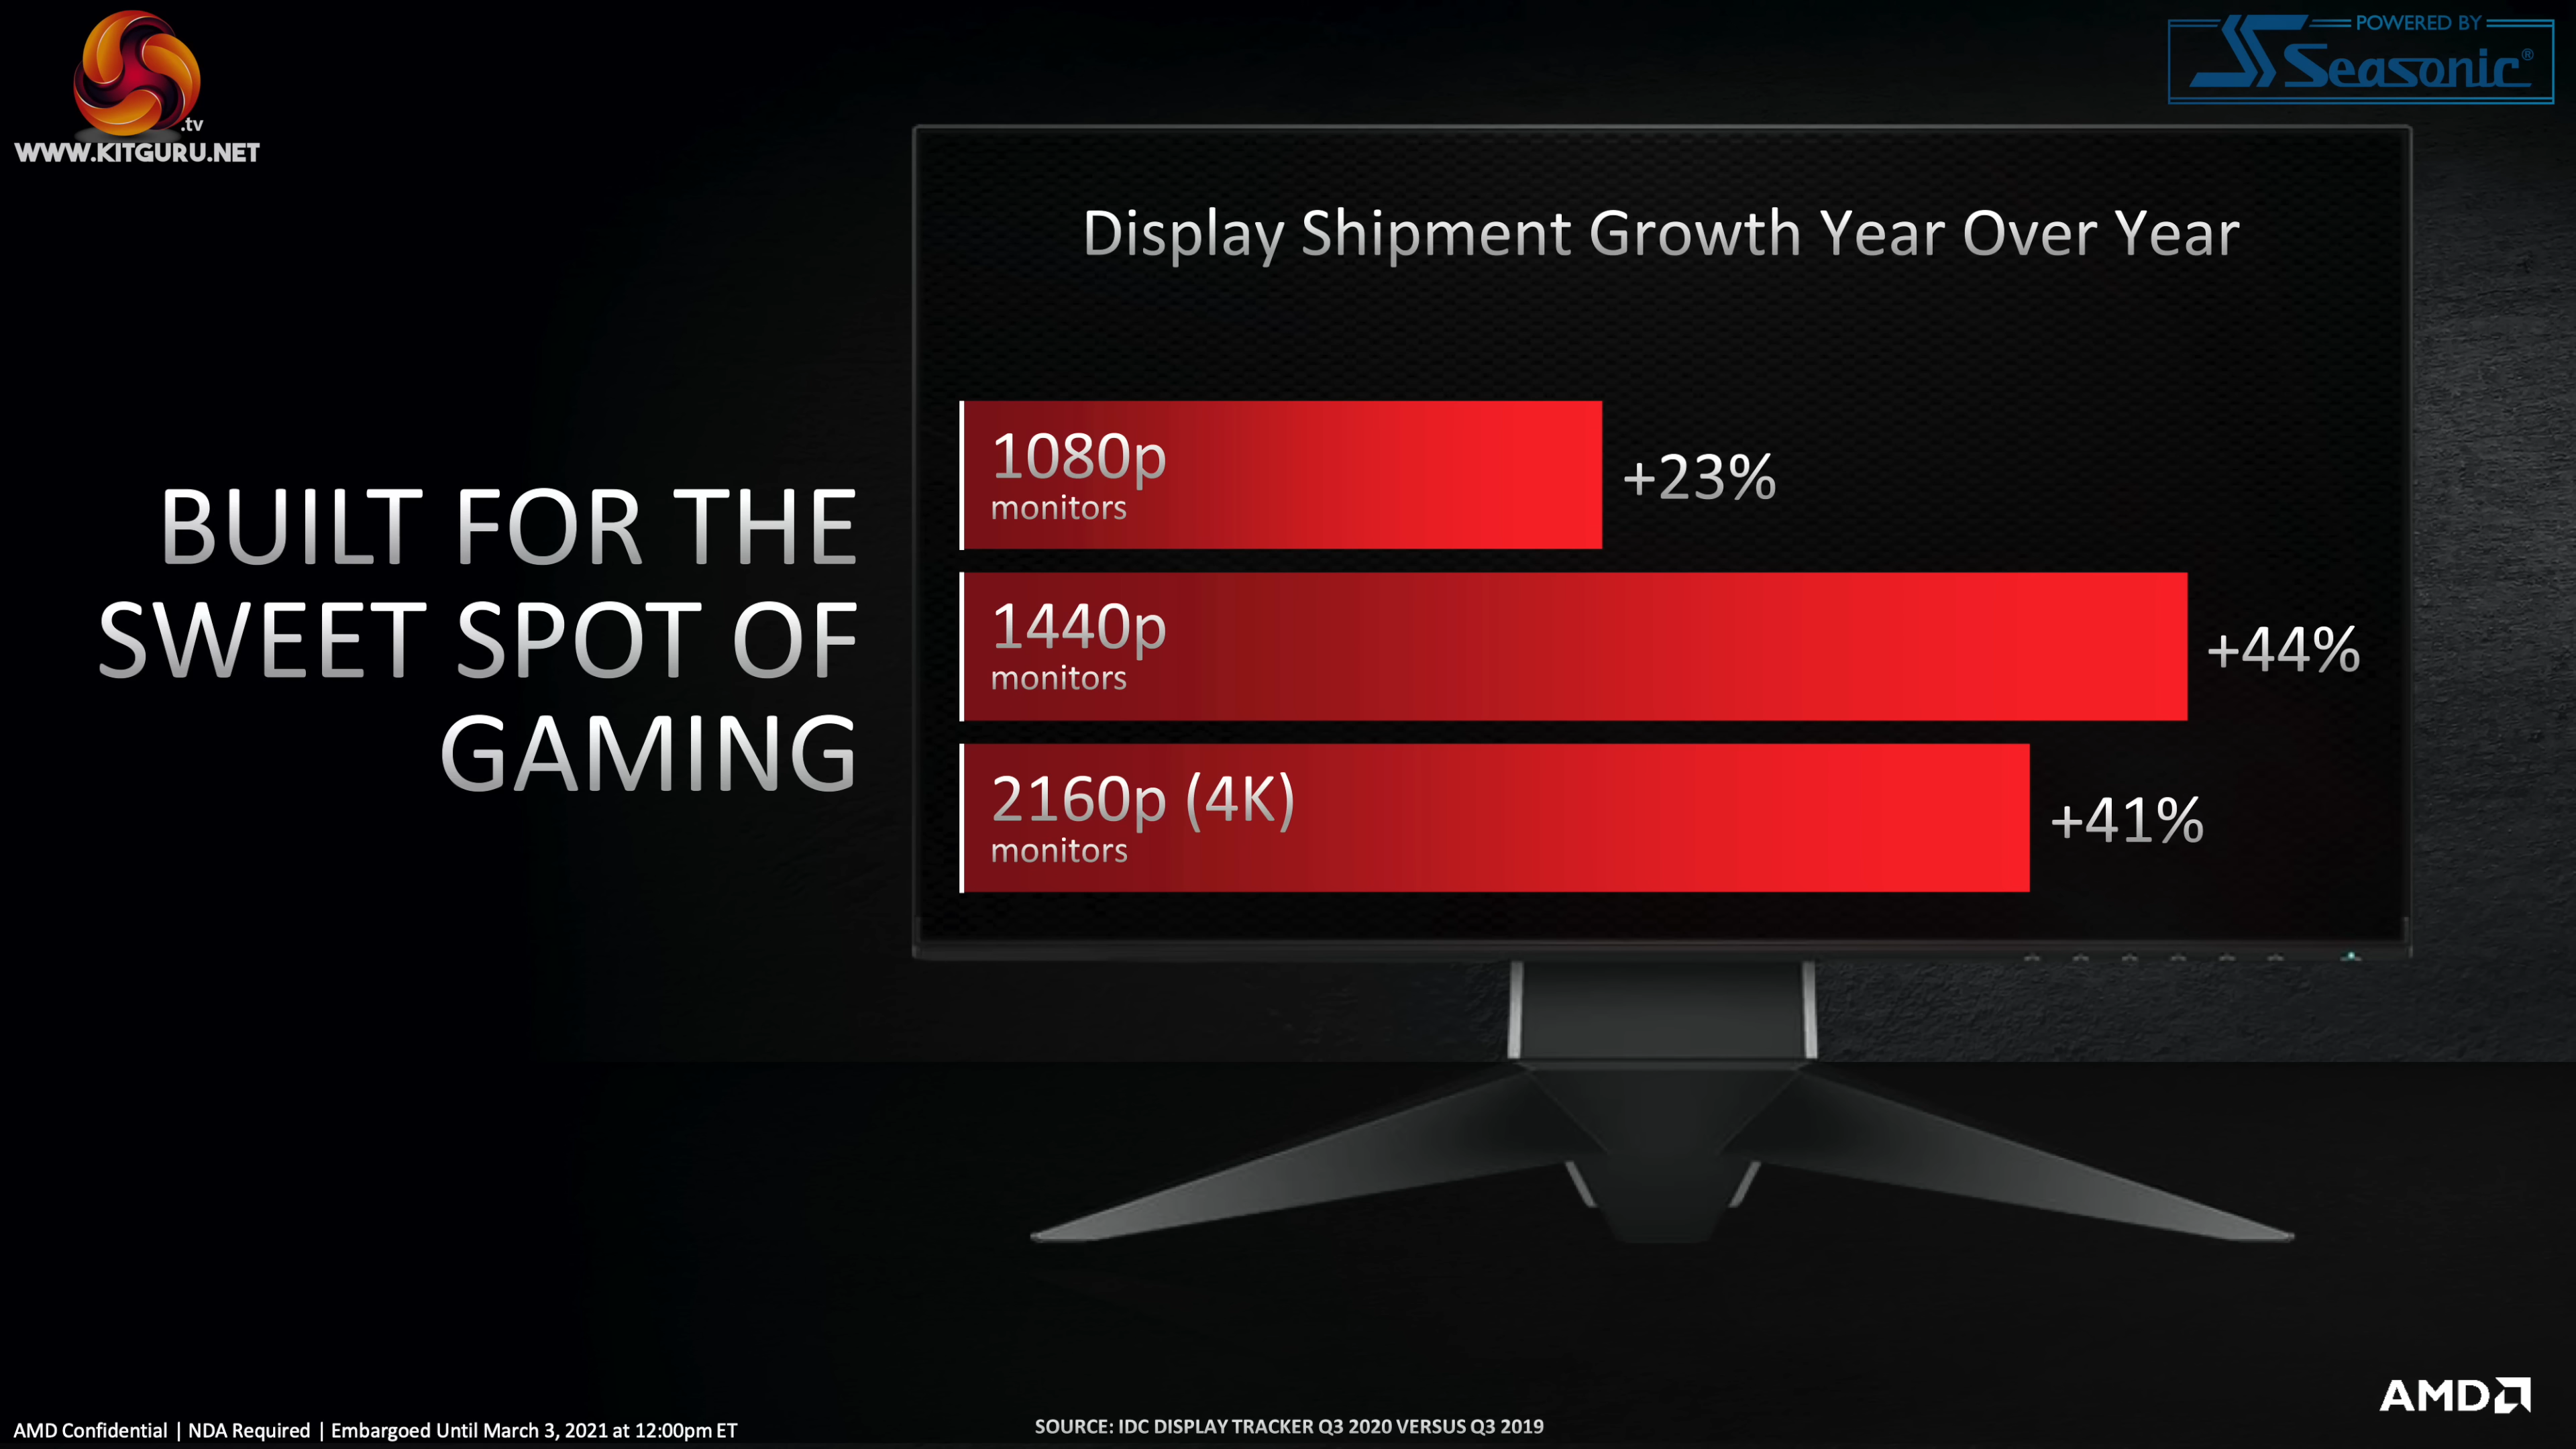 .tv
WWW.KITGURU.NET
POWERED BY
Seasonic®
Display Shipment Growth Year Over Year
BUILT FOR THE
SWEET SPOT OF
GAMING
1080p
monitors
+23%
1440p
monitors
+44%
2160p (4K)
monitors
+41%
AMD
AMD Confidential | NDA Required | Embargoed Until March 3, 2021 at 12:00pm ET
SOURCE: IDC DISPLAY TRACKER Q3 2020 VERSUS Q3 2019